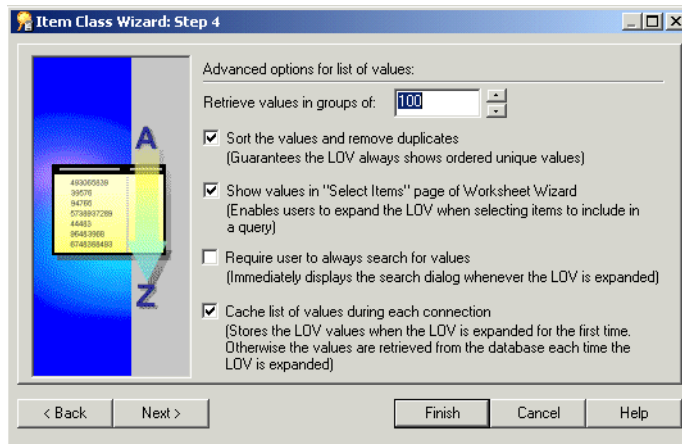 Item Class Wizard: Step 4
Advanced options for list of values:
Retrieve values in groups of: 100
A
Sort the values and remove duplicates
(Guarantees the LOV always shows ordered unique values)
Show values in "Select Items" page of Worksheet Wizard
(Enables users to expand the LOV when selecting items to include in
a query)
39576
94766
5738937289
44463
Require user to always search for values
(Immediately displays the search dialog whenever the LOV is expanded)
Z
Cache list of values during each connection
(Stores the LOV values when the LOV is expanded for the first time.
Otherwise the values are retrieved from the database each time the
LOV is expanded)
< Back
Next >
Finish
Cancel
Help